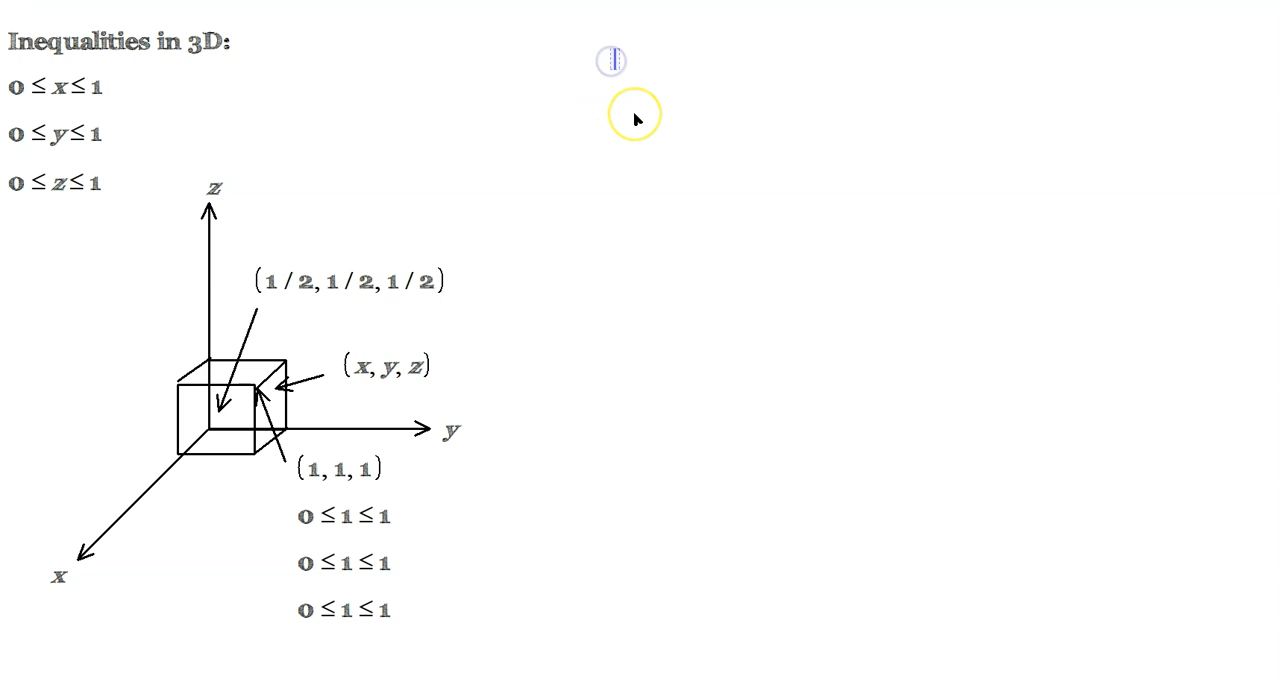 Inequalities in 3D:
0 ≤ x ≤ 1
0 ≤ y ≤ 1
0 ≤ z ≤ 1
z
(1/2, 1/2, 1/2)
(x, y, z)
y
(1, 1, 1)
0 ≤ 1 ≤ 1
0 ≤ 1 ≤ 1
x
0 ≤ 1 ≤ 1